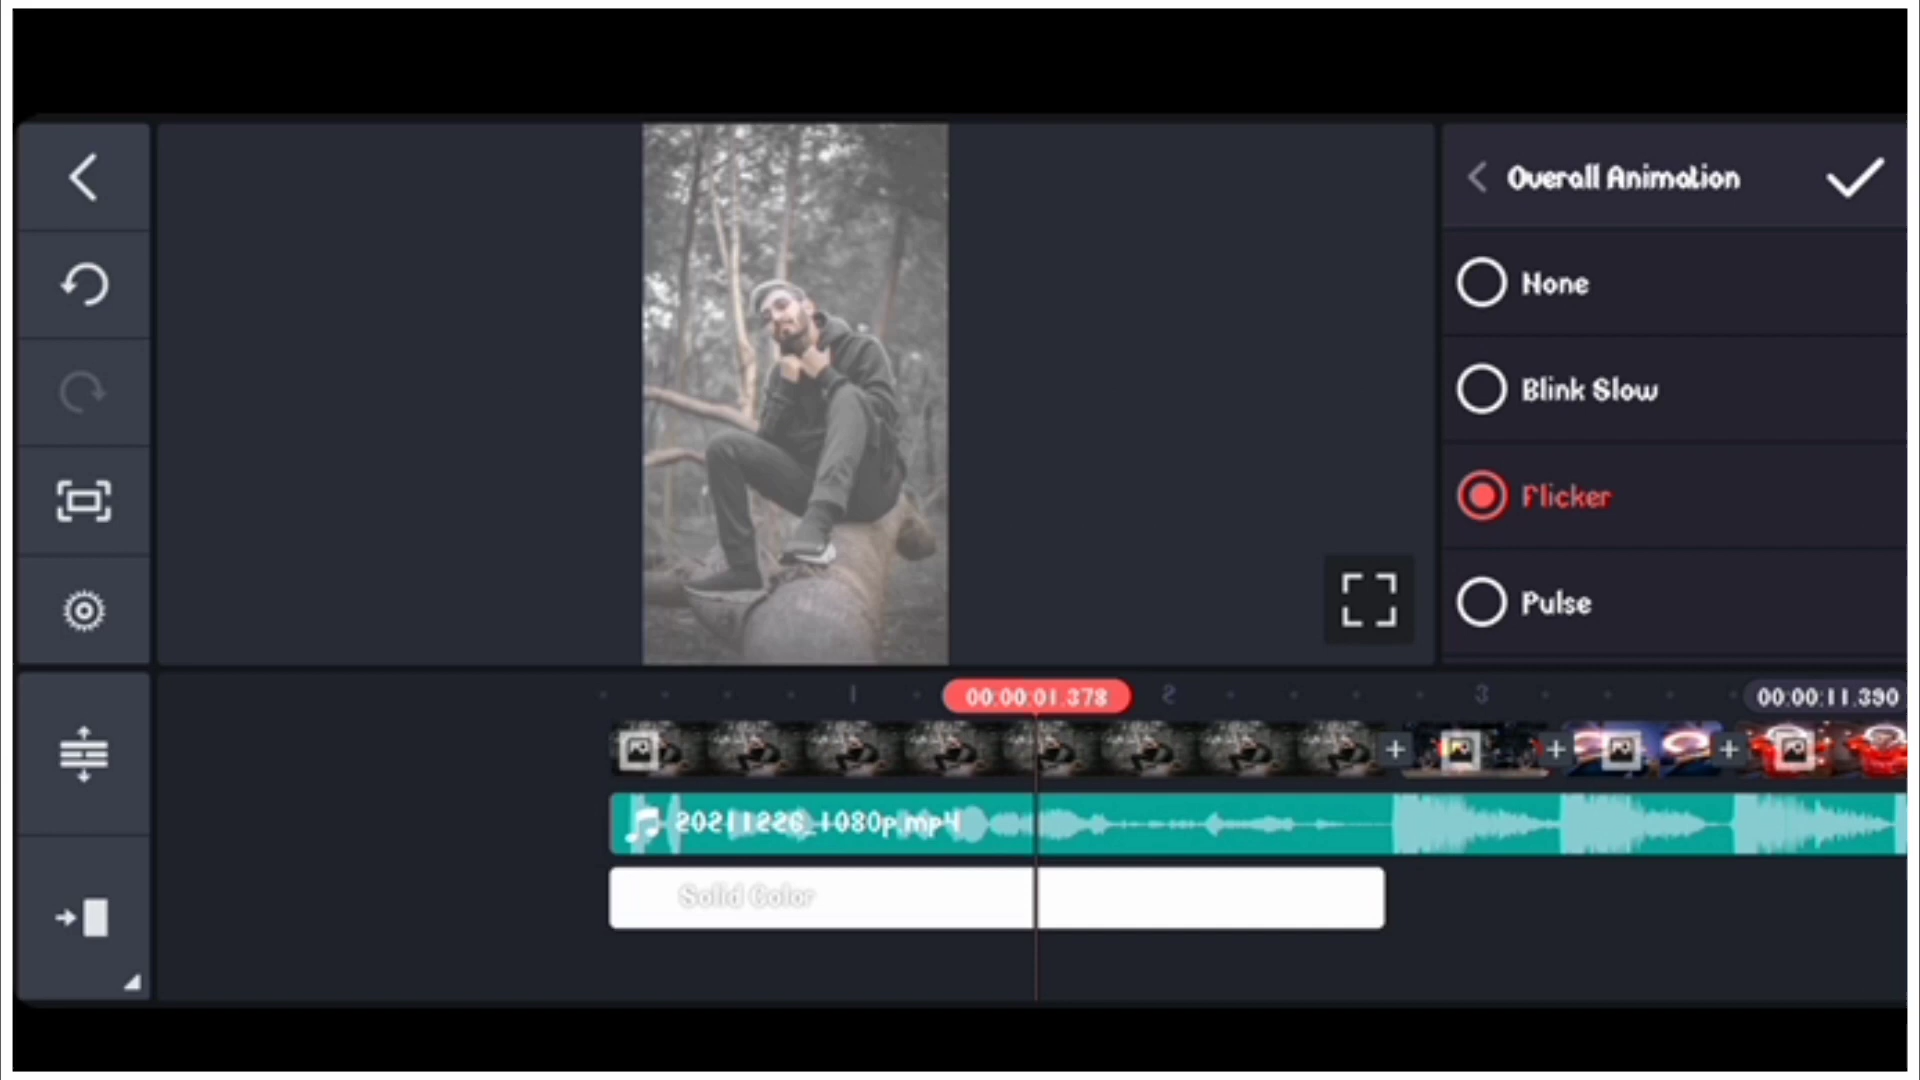 Overall Animation
None
Blink Slow
Flicker
Pulse
1
00:00:01.378
2
3
00:00:11.390
20211226_1080p.mp4
Solid Color